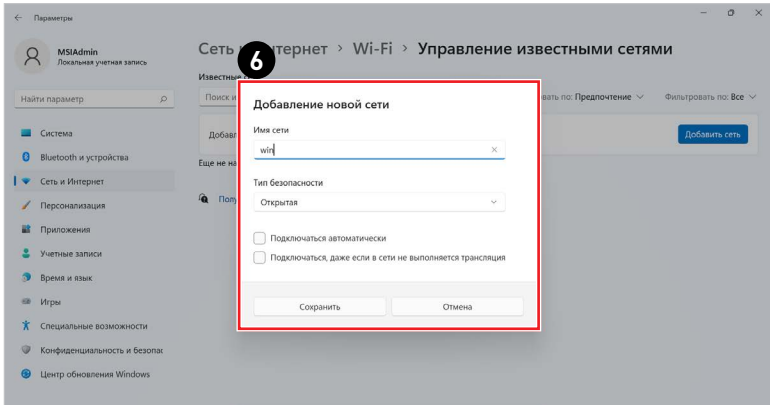 Параметры
MSIAdmin
Локальная учетная запись
Найти параметр
Система
Bluetooth и устройства
Сеть и Интернет
Персонализация
Приложения
Учетные записи
Время и язык
Игры
Специальные возможности
Конфиденциальность и безопас
Центр обновления Windows
Сеть тернет > Wi-Fi > Управление известными сетями
6
Известные
Поиск
вать по: Предпочтение
Фильтровать по: Все
Добавл
Добавить сеть
Еще не на
Полу
Добавление новой сети
Имя сети
win
Тип безопасности
Открытая
Подключаться автоматически
Подключаться, даже если в сети не выполняется трансляция
Сохранить
Отмена